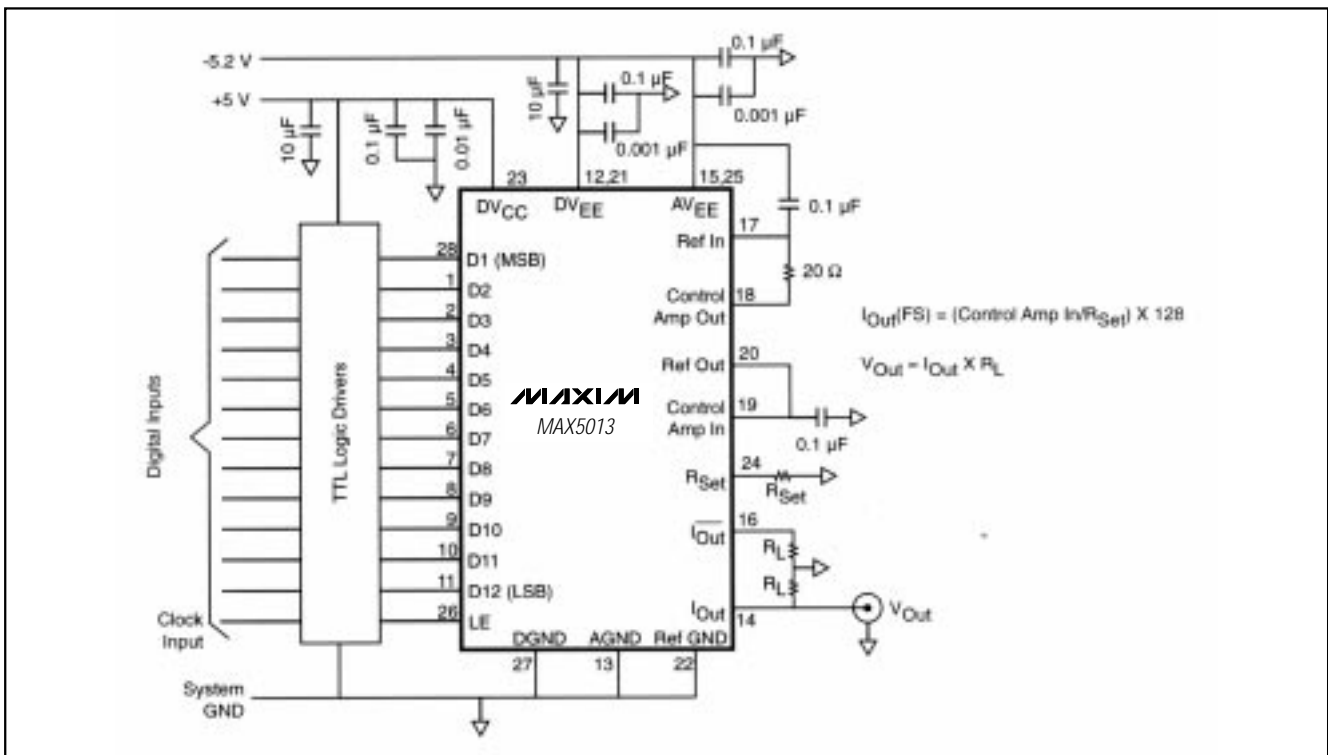 -5.2 V
+5 V
10 µF
0.1 µF
0.01 µF
10 µF
0.1 µF
0.001 µF
0.1 µF
0.001 µF
0.1 µF
20 Ω
23
12,21
15,25
DVCC
DVEE
AVEE
17
Ref In
18
Control
Amp Out
20
Ref Out
19
Control
Amp In
0.1 µF
24
RSet
RSet
16
IOut
RL
RL
IOut
14
VOut
IOut(FS) = (Control Amp In/RSet) X 128
VOut = IOut X RL
MAXIM
MAX5013
Digital Inputs
TTL Logic Drivers
28
D1 (MSB)
1
D2
2
D3
3
D4
4
D5
5
D6
6
D7
7
D8
8
D9
9
D10
10
D11
11
D12 (LSB)
26
LE
Clock
Input
DGND
AGND
Ref GND
27
13
22
System
GND